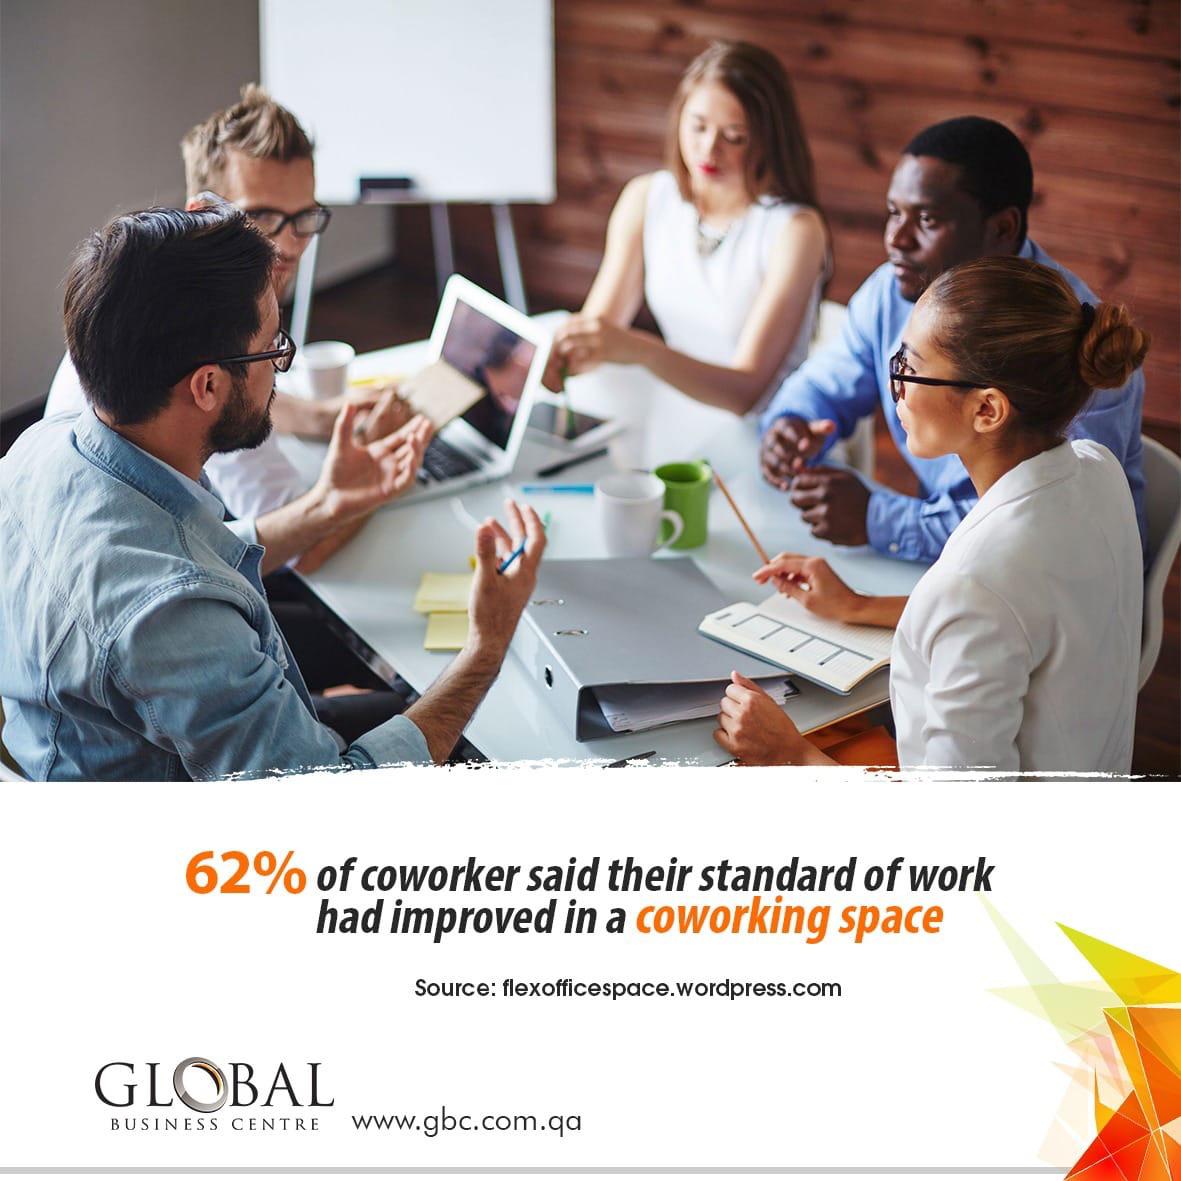 62% of coworker said their standard of work
had improved in a coworking space
Source: flexofficespace.wordpress.com
GLOBAL
BUSINESS CENTRE
www.gbc.com.qa